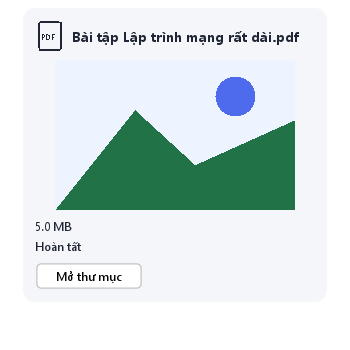 PDF
Bài tập Lập trình mạng rất dài.pdf
5.0 MB
Hoàn tất
Mở thư mục